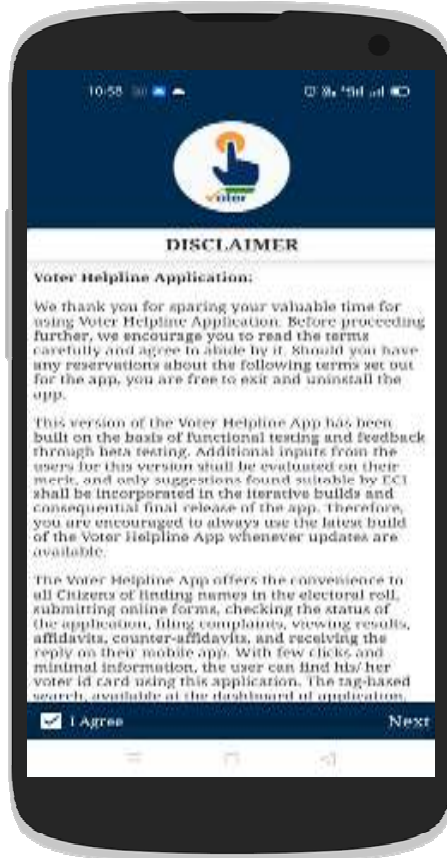 10:58
voter
DISCLAIMER
Voter Helpline Application:
We thank you for sparing your valuable time for
using Voter Helpline Application. Before proceeding
further, we encourage you to read the terms
carefully and agree to abide by it. Should you have
any reservations about the following terms set out
for the app, you are free to exit and uninstall the
app.
This version of the Voter Helpline App has been
built on the basis of functional testing and feedback
through beta testing. Additional inputs from the
users for this version shall be evaluated on their
merit, and only suggestions found suitable by ECI
shall be incorporated in the iterative builds and
consequential final release of the app. Therefore,
you are encouraged to always use the latest build
of the Voter Helpline App whenever updates are
available.
The Voter Helpline App offers the convenience to
all Citizens of finding names in the electoral roll,
submitting online forms, checking the status of
the application, filing complaints, viewing results,
affidavits, counter-affidavits, and receiving the
reply on their mobile app. With few clicks and
minimal information, the user can find his/ her
voter id card using this application. The tag-based
search, available at the dashboard of application,
I Agree
Next